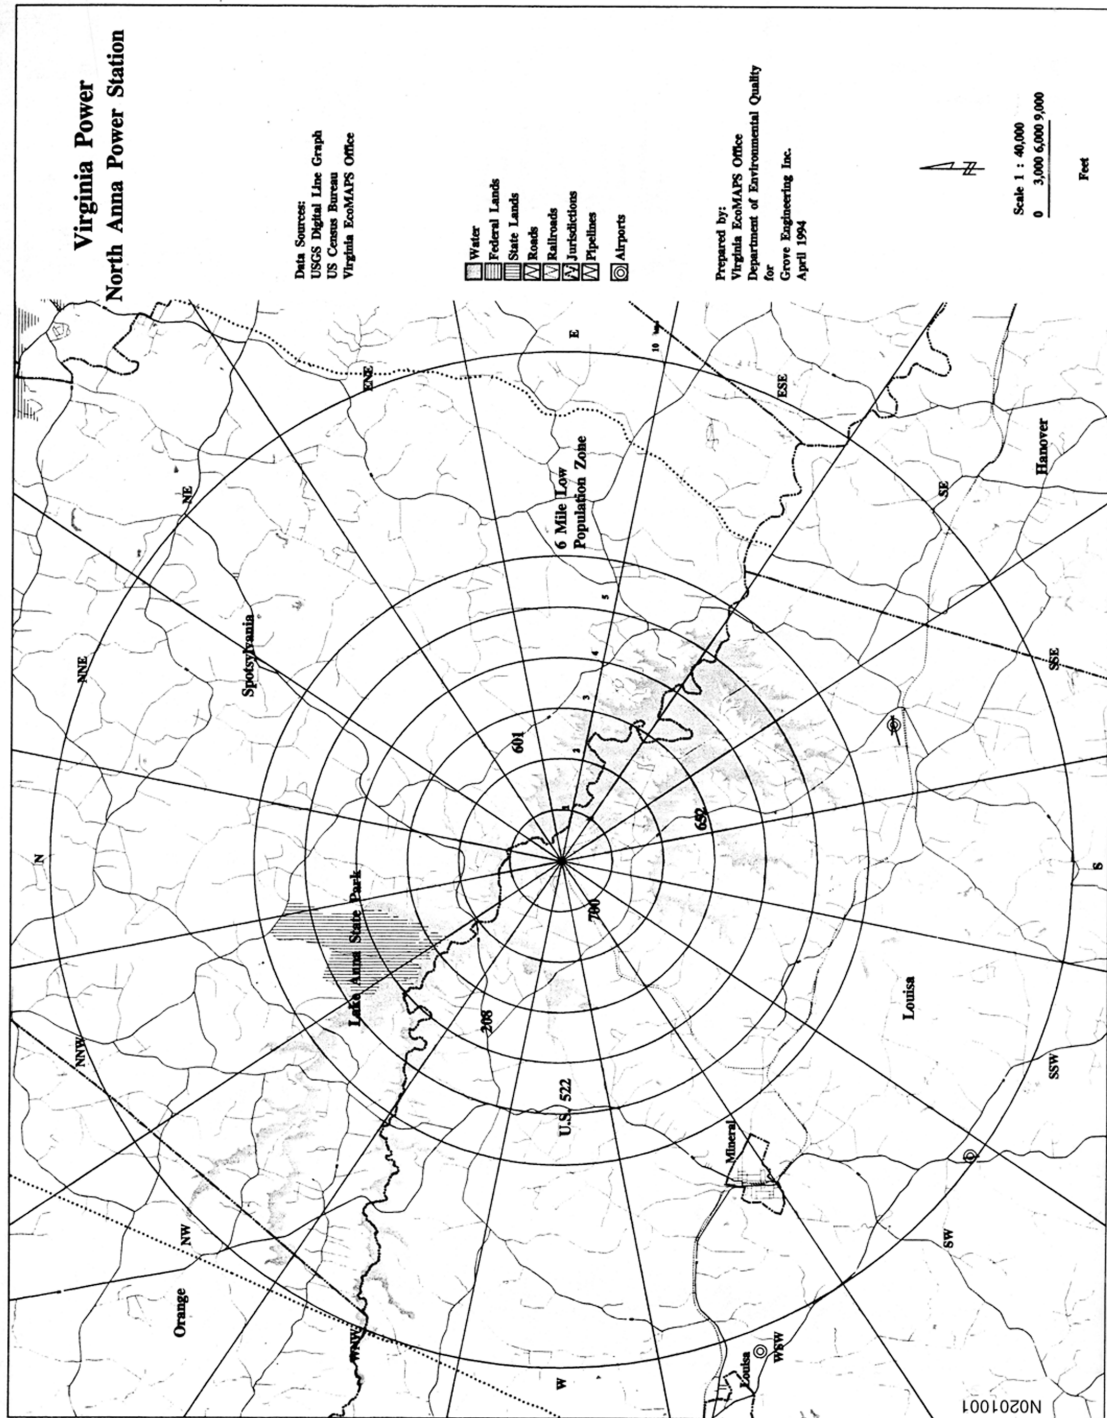 Virginia Power
North Anna Power Station
Data Sources:
USGS Digital Line Graph
US Census Bureau
Virginia EcoMAPS Office
Water
Federal Lands
State Lands
Roads
Railroads
Jurisdictions
Pipelines
Airports
Prepared by:
Virginia EcoMAPS Office
Department of Environmental Quality
for
Grove Engineering Inc.
April 1994
N
Scale 1 : 40,000
0 3,000 6,000 9,000
Feet
N
NNE
NE
ENE
E
ESE
SE
SSE
S
SSW
SW
WSW
W
WNW
NW
NNW
Orange
Spotsylvania
Lake Anna State Park
601
208
U.S. 522
700
652
6 Mile Low
Population Zone
1
2
3
4
5
10
Mineral
Louisa
Louisa
Hanover
N0201001